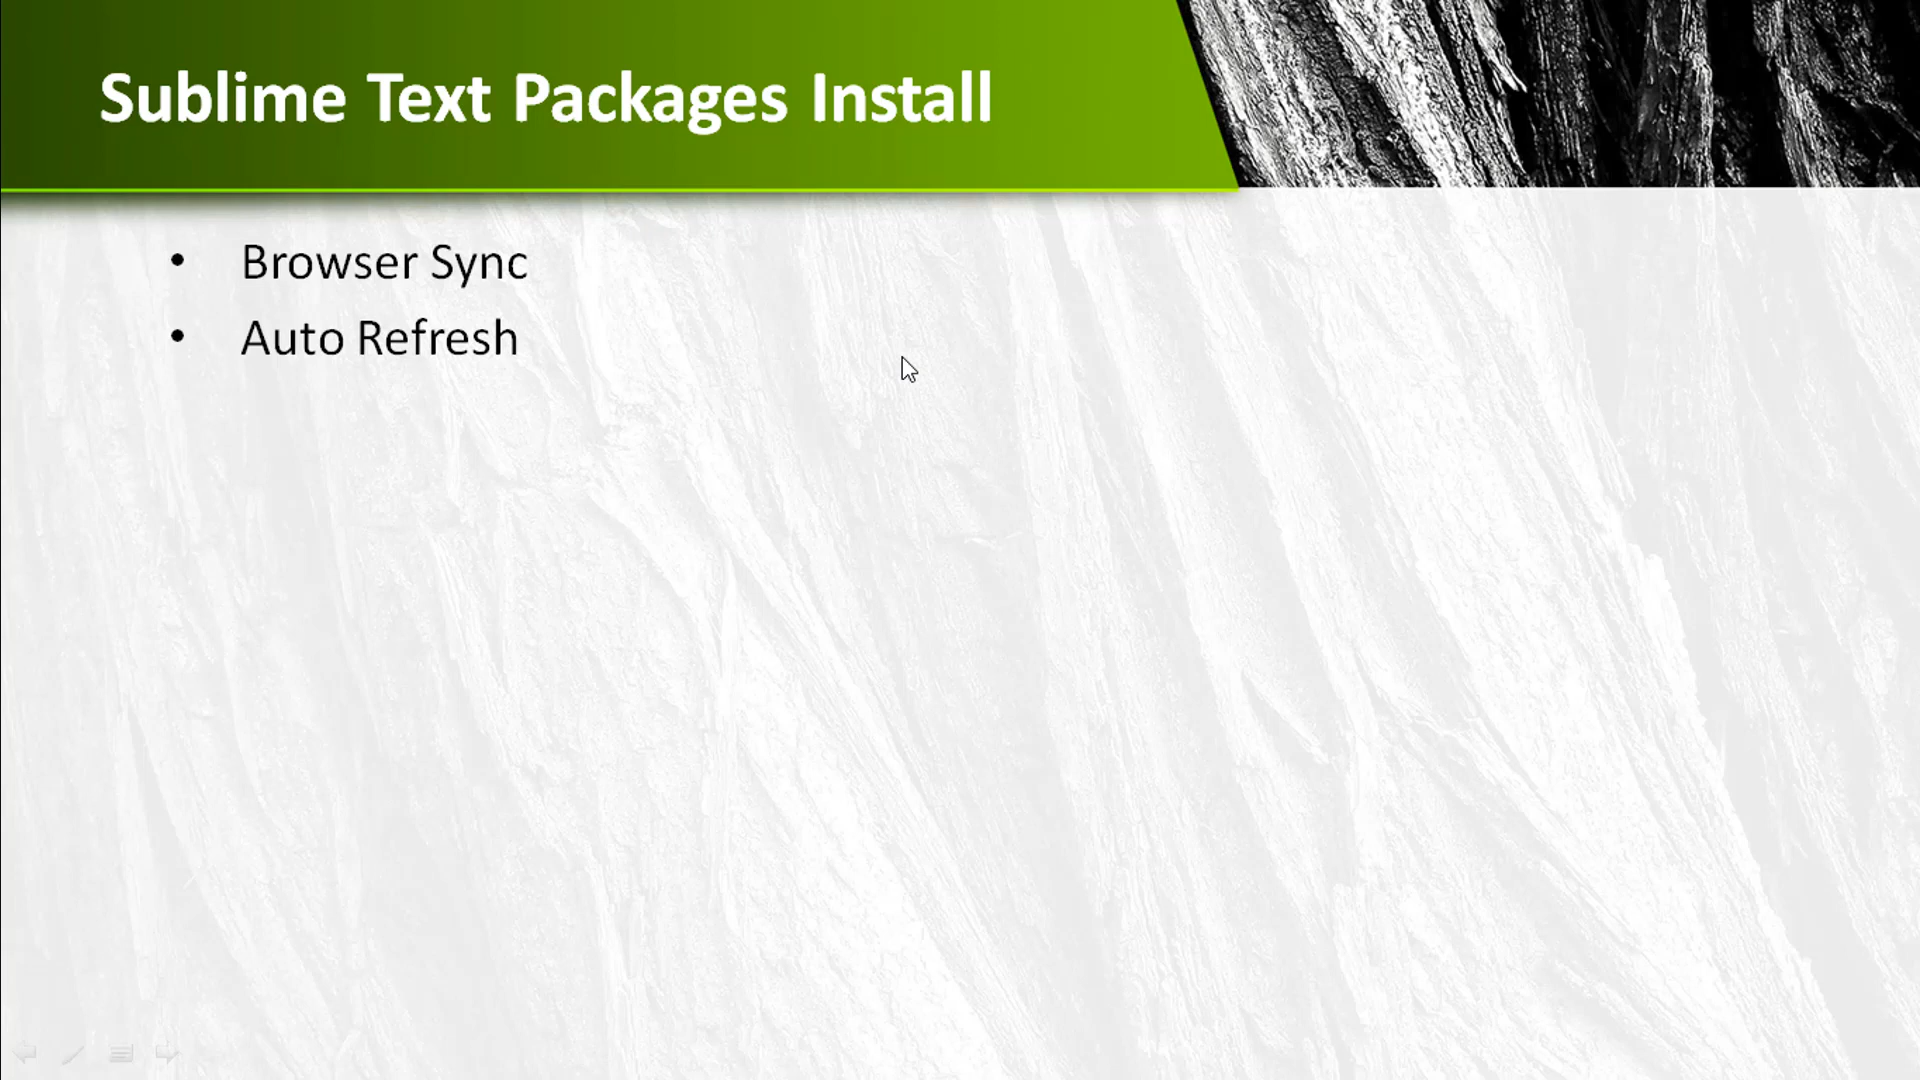 Sublime Text Packages Install
• Browser Sync
• Auto Refresh